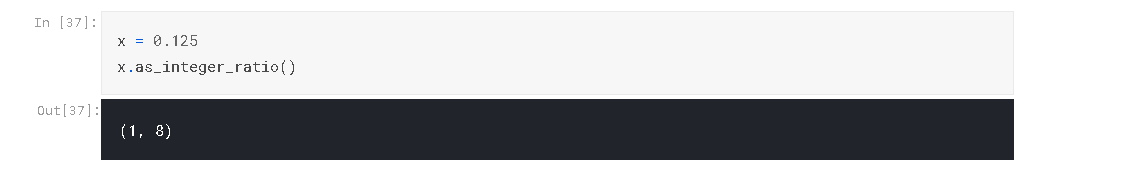 In [37]:
x = 0.125
x.as_integer_ratio()
Out[37]:
(1, 8)